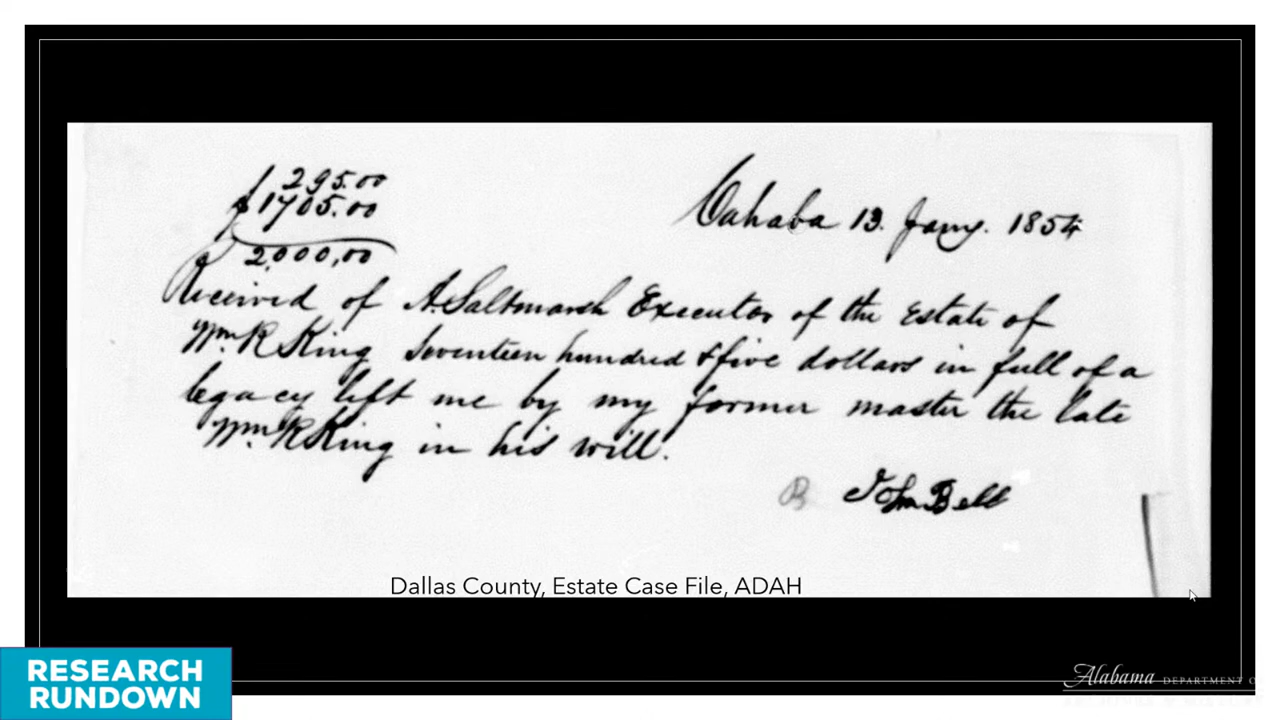 $ 295.00
$ 1705.00
$ 2,000,00
Cahaba 13. Jany. 1854
Received of A. Saltmarsh Executor of the Estate of
Wm. R King Seventeen hundred & five dollars in full of a
legacy left me by my former master the late
Wm. R King in his will.
B John Bell
Dallas County, Estate Case File, ADAH
RESEARCH
RUNDOWN
Alabama DEPARTMENT O